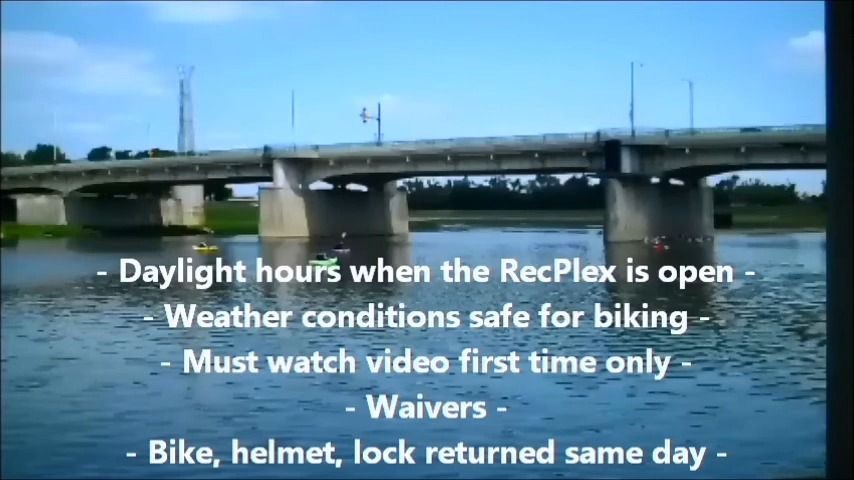 - Daylight hours when the RecPlex is open -
- Weather conditions safe for biking -
- Must watch video first time only -
- Waivers -
- Bike, helmet, lock returned same day -